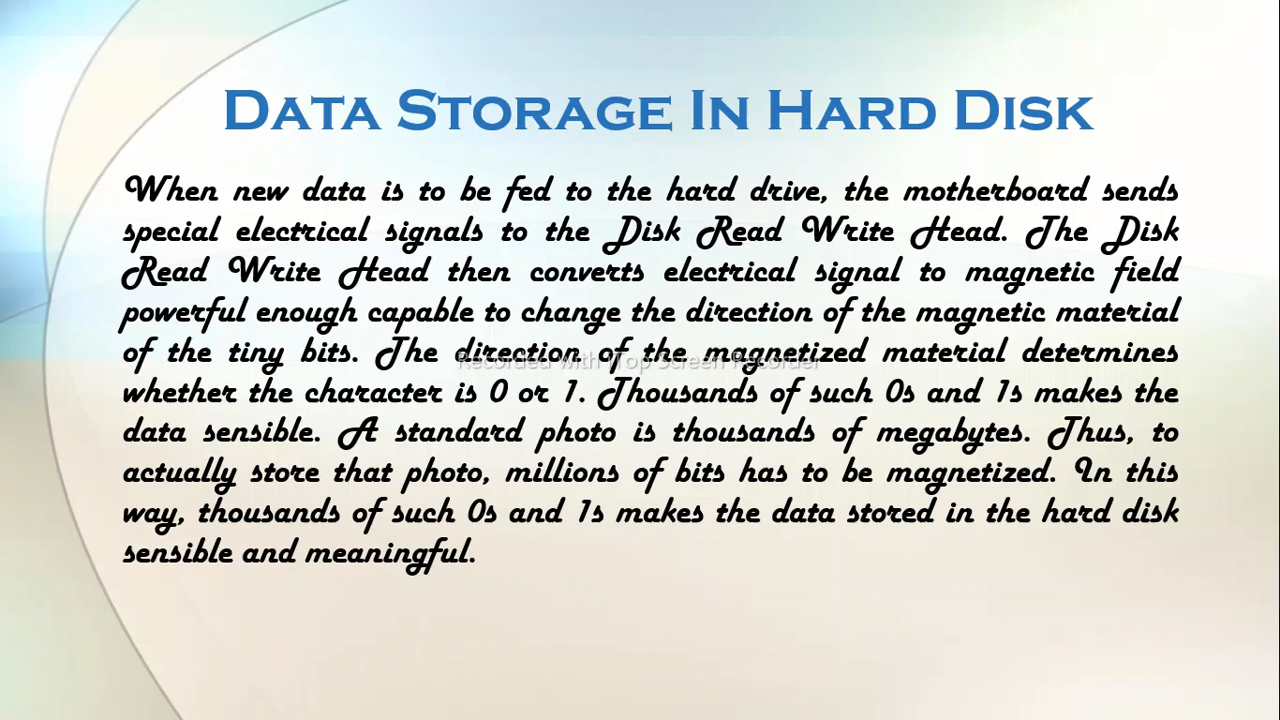 Data Storage In Hard Disk
When new data is to be fed to the hard drive, the motherboard sends
special electrical signals to the Disk Read Write Head. The Disk
Read Write Head then converts electrical signal to magnetic field
powerful enough capable to change the direction of the magnetic material
of the tiny bits. The direction of the magnetized material determines
Recorded with iTop Screen Recorder
whether the character is 0 or 1. Thousands of such 0s and 1s makes the
data sensible. A standard photo is thousands of megabytes. Thus, to
actually store that photo, millions of bits has to be magnetized. In this
way, thousands of such 0s and 1s makes the data stored in the hard disk
sensible and meaningful.